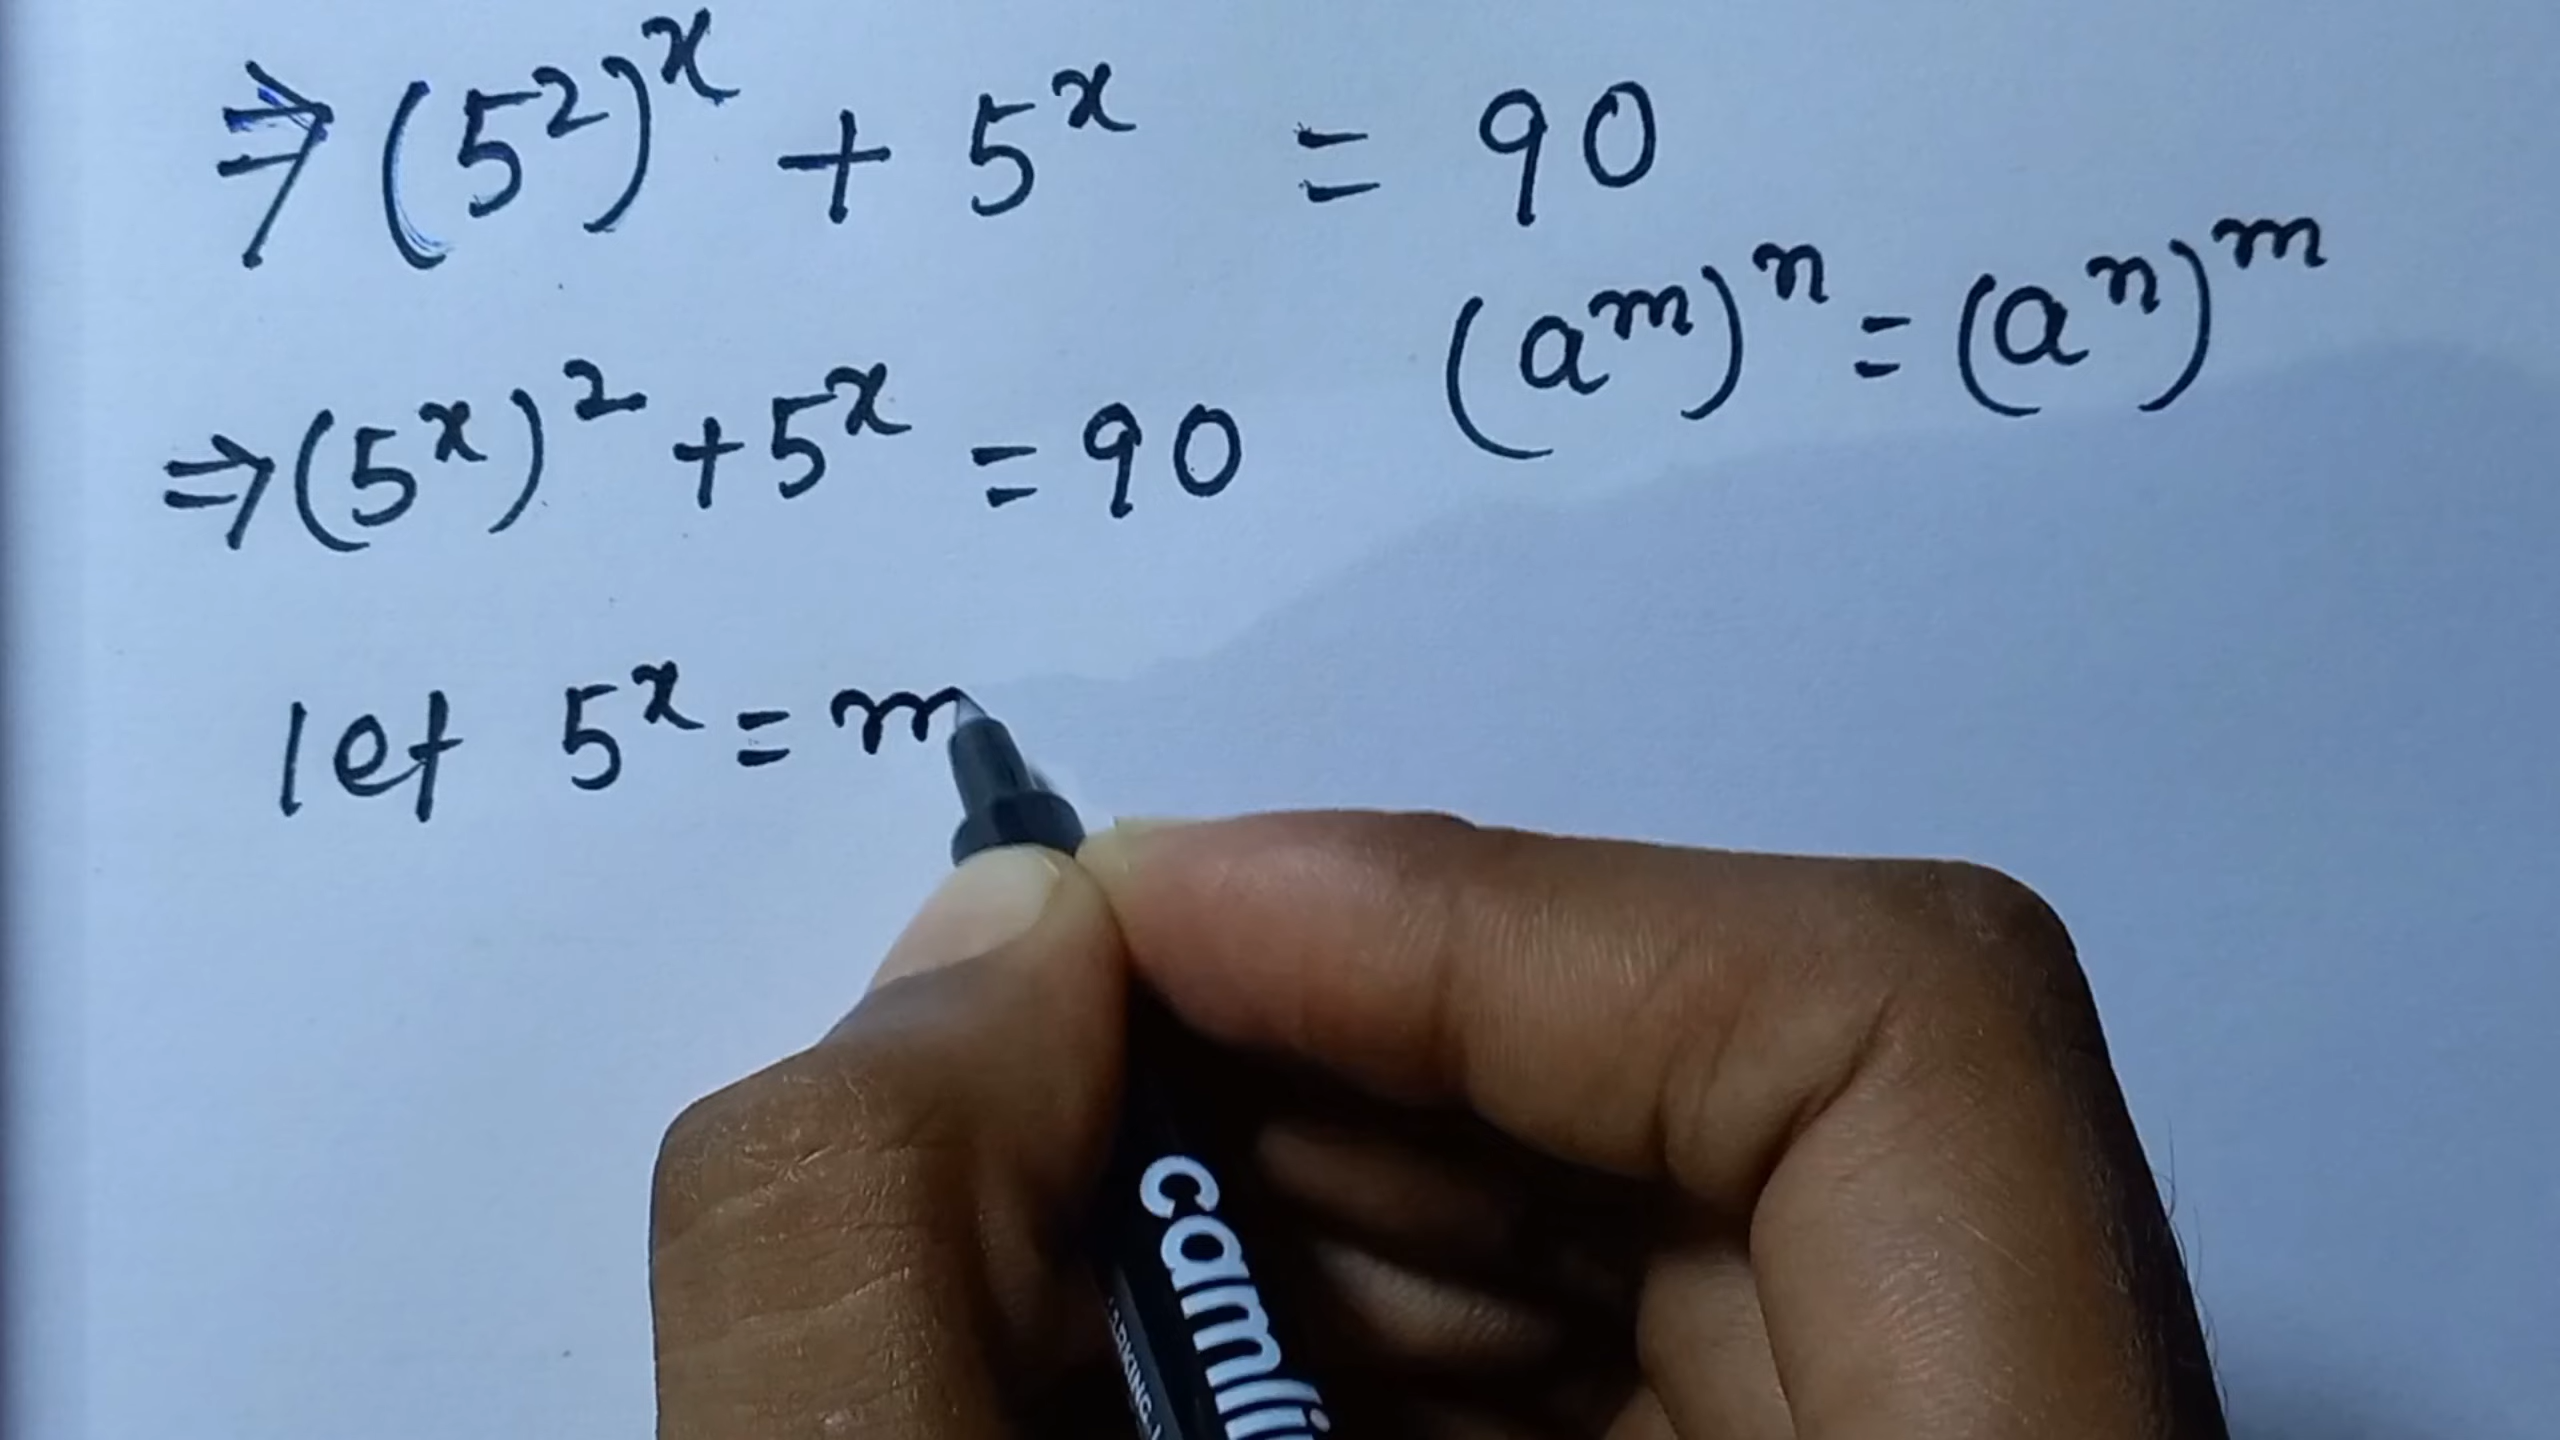 ⇒ (5²)ˣ + 5ˣ = 90
(aᵐ)ⁿ = (aⁿ)ᵐ
⇒ (5ˣ)² + 5ˣ = 90
let 5ˣ = m
camli